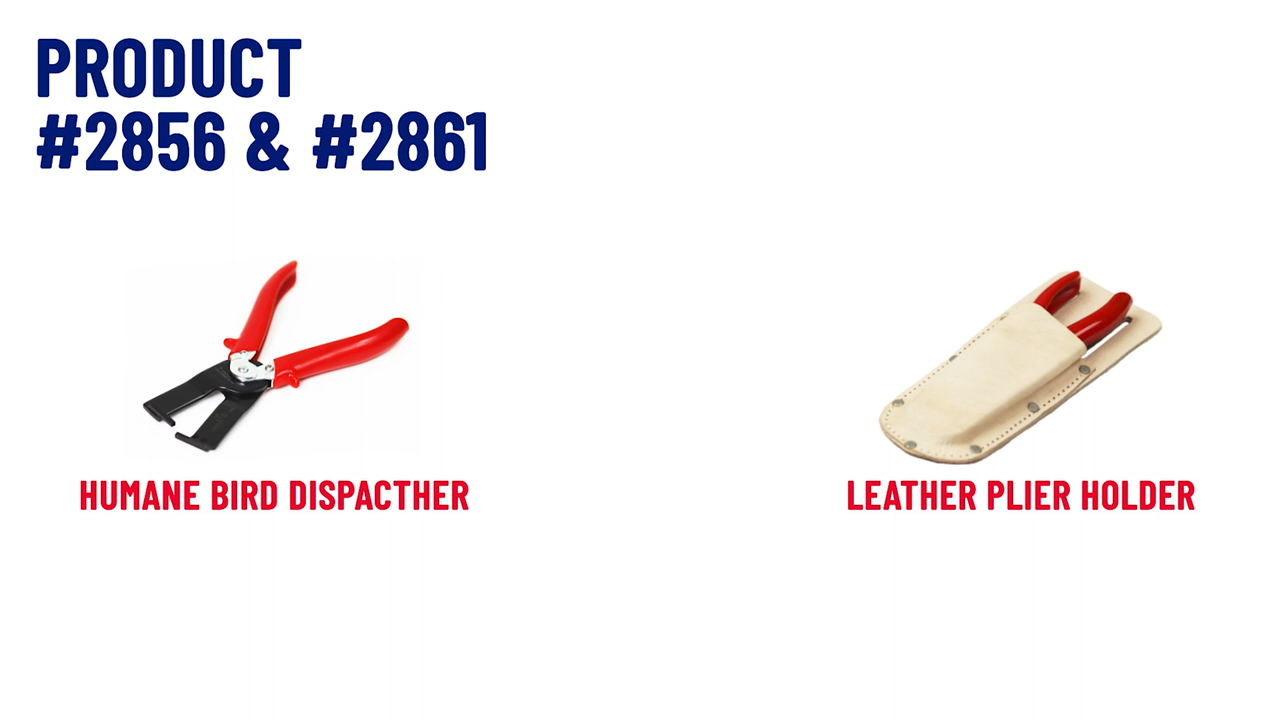 PRODUCT
#2856 & #2861
HUMANE BIRD DISPACTHER
LEATHER PLIER HOLDER